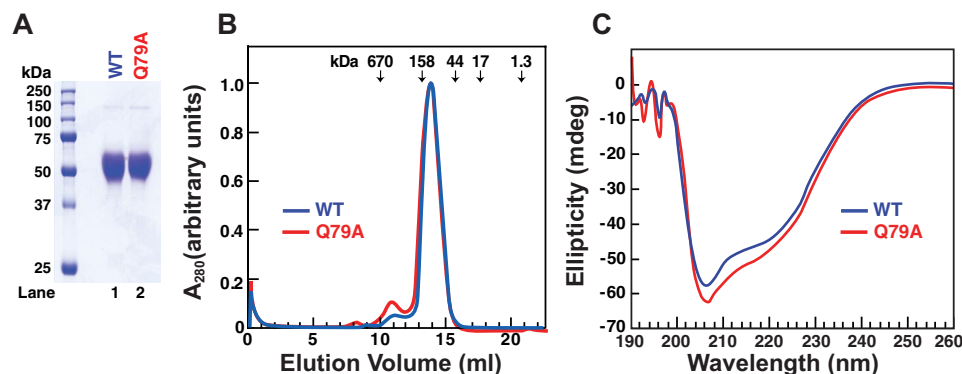 A
kDa
WT
Q79A
250
150
100
75
50
37
25
Lane 1 2
B
kDa 670 158 44 17 1.3
1.0
0.8
0.6
0.4
0.2
0
A280(arbitrary units)
WT
Q79A
0 10 20
Elution Volume (ml)
C
0
-10
-20
-30
-40
-50
-60
-70
Ellipticity (mdeg)
WT
Q79A
190 200 210 220 230 240 250 260
Wavelength (nm)